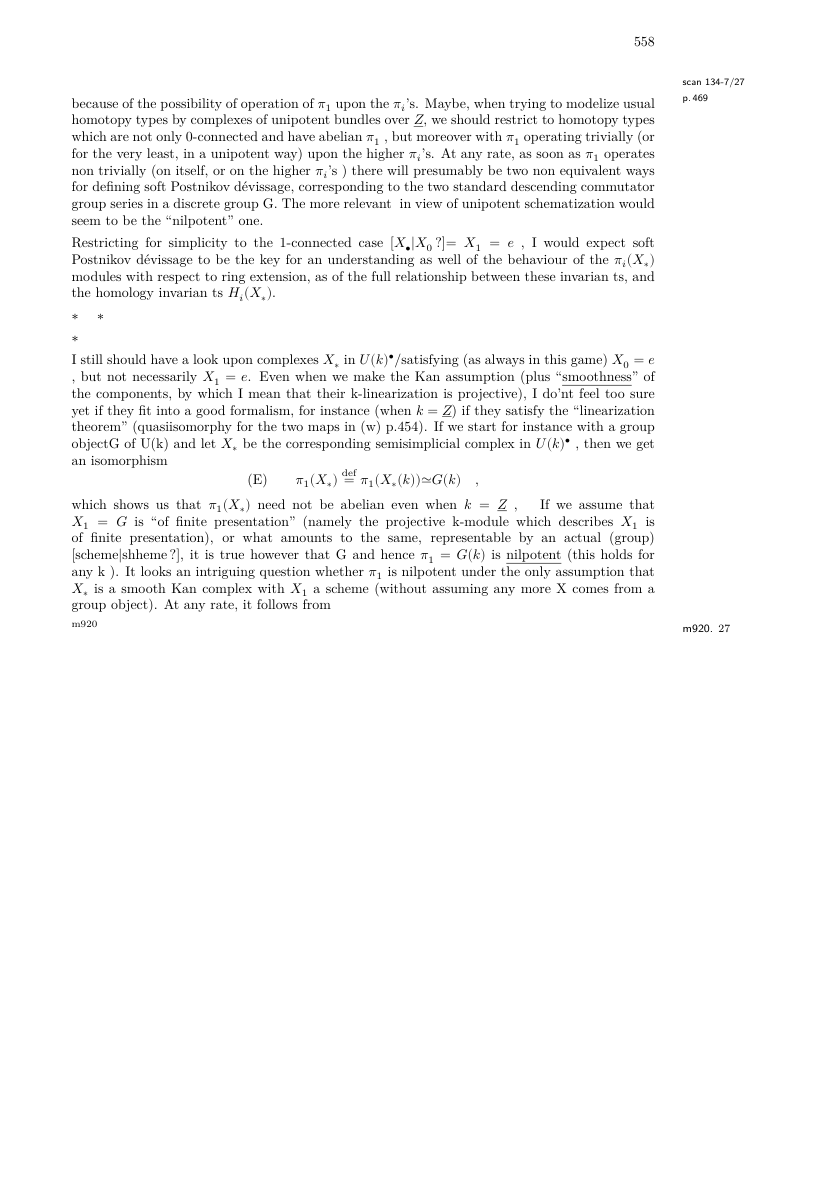 558
scan 134-7/27
p. 469
because of the possibility of operation of π₁ upon the πᵢ's. Maybe, when trying to modelize usual
homotopy types by complexes of unipotent bundles over Z, we should restrict to homotopy types
which are not only 0-connected and have abelian π₁ , but moreover with π₁ operating trivially (or
for the very least, in a unipotent way) upon the higher πᵢ's. At any rate, as soon as π₁ operates
non trivially (on itself, or on the higher πᵢ's ) there will presumably be two non equivalent ways
for defining soft Postnikov dévissage, corresponding to the two standard descending commutator
group series in a discrete group G. The more relevant in view of unipotent schematization would
seem to be the “nilpotent” one.
Restricting for simplicity to the 1-connected case [X•|X₀ ?]= X₁ = e , I would expect soft
Postnikov dévissage to be the key for an understanding as well of the behaviour of the πᵢ(X∗)
modules with respect to ring extension, as of the full relationship between these invarian ts, and
the homology invarian ts Hᵢ(X∗).
∗ ∗
∗
I still should have a look upon complexes X∗ in U(k)•/satisfying (as always in this game) X₀ = e
, but not necessarily X₁ = e. Even when we make the Kan assumption (plus “smoothness” of
the components, by which I mean that their k-linearization is projective), I do'nt feel too sure
yet if they fit into a good formalism, for instance (when k = Z) if they satisfy the “linearization
theorem” (quasiisomorphy for the two maps in (w) p.454). If we start for instance with a group
objectG of U(k) and let X∗ be the corresponding semisimplicial complex in U(k)• , then we get
an isomorphism
(E) π₁(X∗) def= π₁(X∗(k))≃G(k) ,
which shows us that π₁(X∗) need not be abelian even when k = Z , If we assume that
X₁ = G is “of finite presentation” (namely the projective k-module which describes X₁ is
of finite presentation), or what amounts to the same, representable by an actual (group)
[scheme|shheme ?], it is true however that G and hence π₁ = G(k) is nilpotent (this holds for
any k ). It looks an intriguing question whether π₁ is nilpotent under the only assumption that
X∗ is a smooth Kan complex with X₁ a scheme (without assuming any more X comes from a
group object). At any rate, it follows from
m920
m920. 27